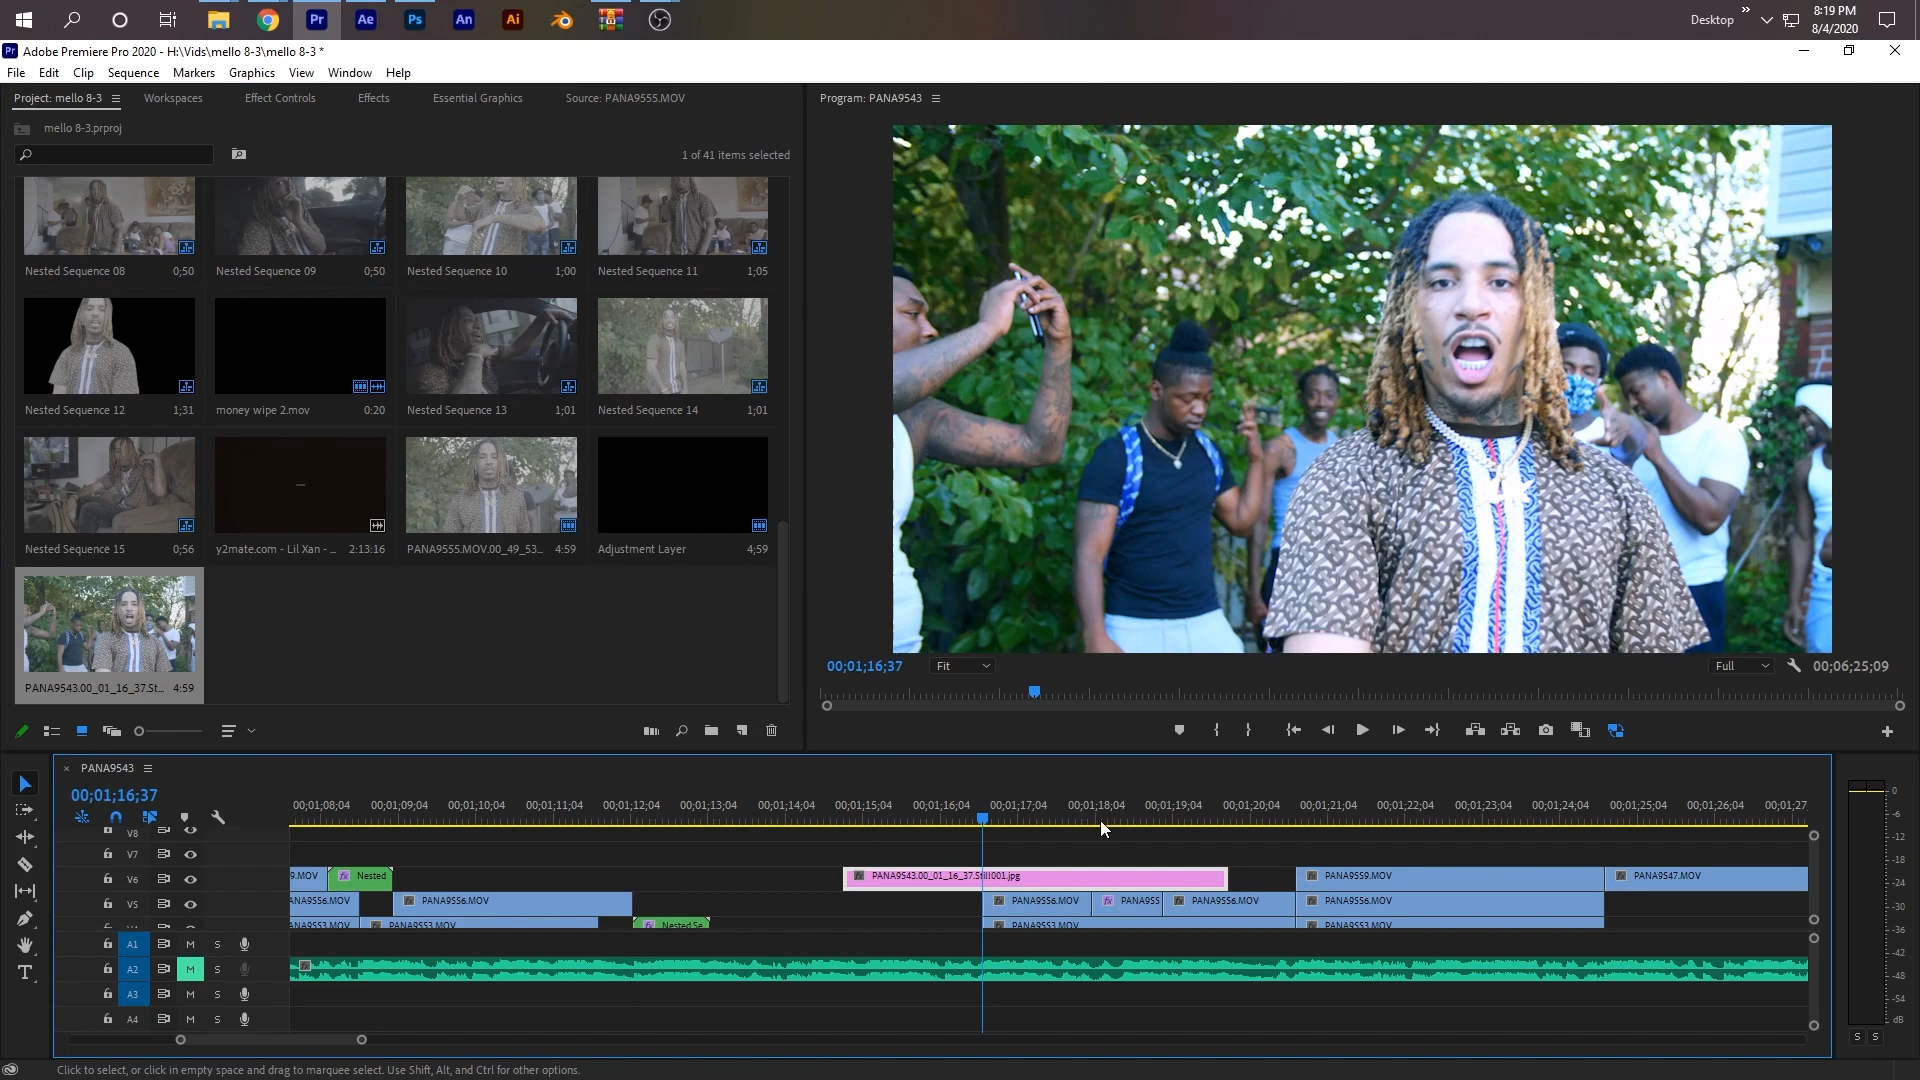 Pr Ae Ps An Ai
Desktop
8:19 PM
8/4/2020
Pr Adobe Premiere Pro 2020 - H:\Vids\mello 8-3\mello 8-3 *
File Edit Clip Sequence Markers Graphics View Window Help
Project: mello 8-3 Workspaces Effect Controls Effects Essential Graphics Source: PANA9555.MOV
Program: PANA9543
mello 8-3.prproj
1 of 41 items selected
Nested Sequence 08 0;50 Nested Sequence 09 0;50 Nested Sequence 10 1;00 Nested Sequence 11 1;05
Nested Sequence 12 1;31 money wipe 2.mov 0:20 Nested Sequence 13 1;01 Nested Sequence 14 1;01
Nested Sequence 15 0;56 y2mate.com - Lil Xan - ... 2:13:16 PANA9555.MOV.00_49_53... 4:59 Adjustment Layer 4;59
PANA9543.00_01_16_37.St... 4:59
00;01;16;37 Fit Full 00;06;25;09
× PANA9543
00;01;16;37
00;01;08;04 00;01;09;04 00;01;10;04 00;01;11;04 00;01;12;04 00;01;13;04 00;01;14;04 00;01;15;04 00;01;16;04 00;01;17;04 00;01;18;04 00;01;19;04 00;01;20;04 00;01;21;04 00;01;22;04 00;01;23;04 00;01;24;04 00;01;25;04 00;01;26;04 00;01;27
V8
V7
V6 9.MOV fx Nested PANA9543.00_01_16_37.Still001.jpg PANA9559.MOV PANA9547.MOV
V5 ANA9556.MOV PANA9556.MOV PANA9556.MOV PANA955 PANA9556.MOV PANA9556.MOV
ANA9553.MOV PANA9553.MOV Nested Se PANA9553.MOV PANA9553.MOV
A1 M S
A2 M S
A3 M S
A4 M S
0
-6
-12
-18
-24
-30
-36
-42
-48
-54
dB
S S
Click to select, or click in empty space and drag to marquee select. Use Shift, Alt, and Ctrl for other options.